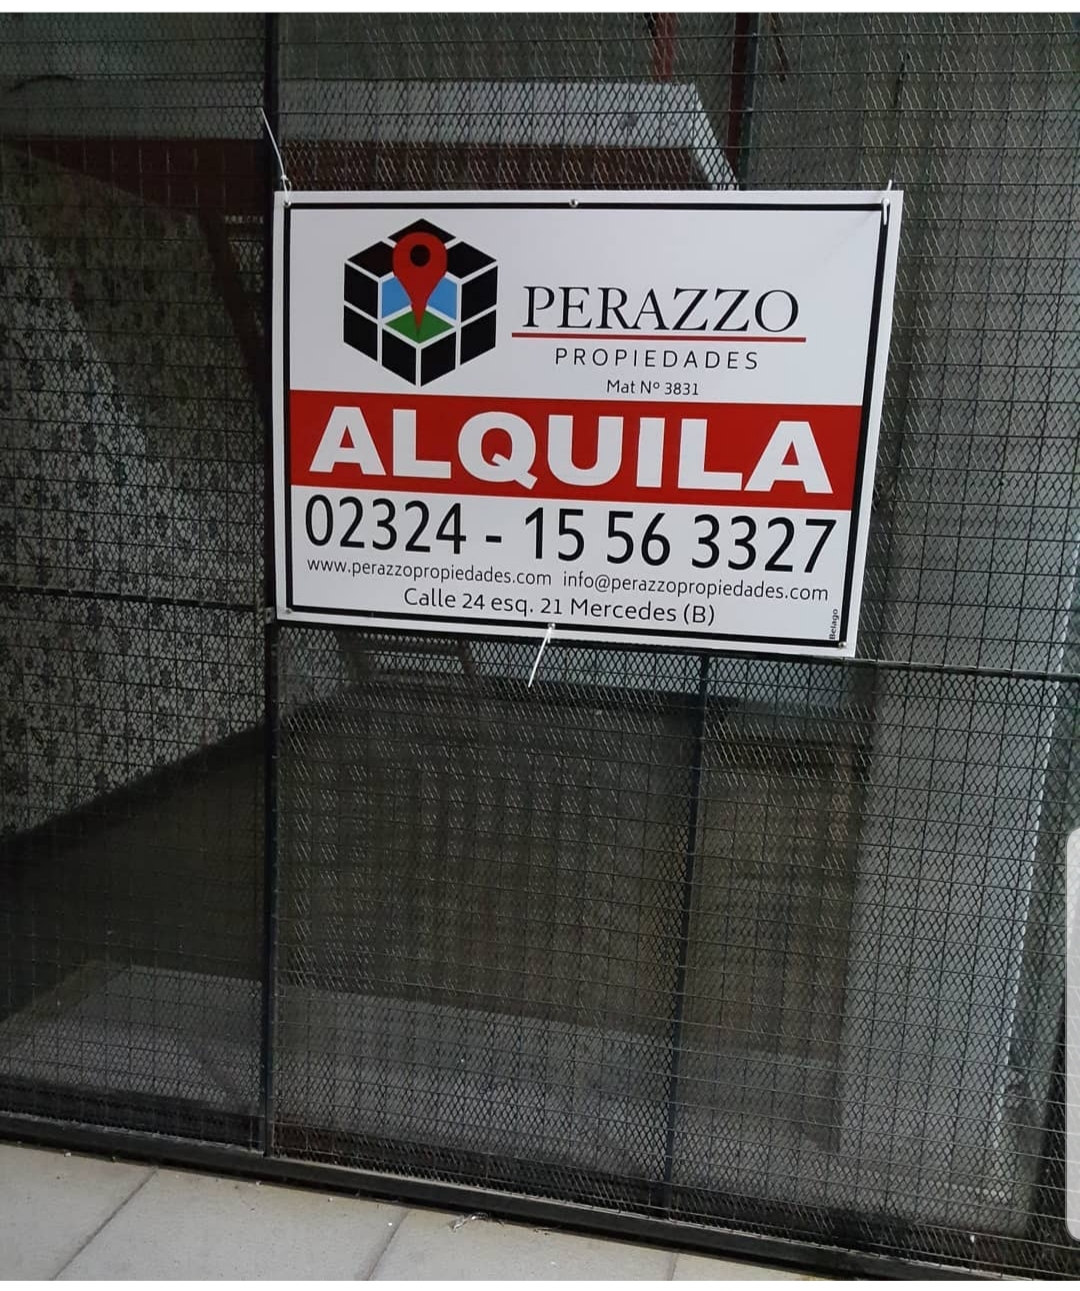 PERAZZO
PROPIEDADES
Mat Nº 3831
ALQUILA
02324 - 15 56 3327
www.perazzopropiedades.com info@perazzopropiedades.com
Calle 24 esq. 21 Mercedes (B)
Belago